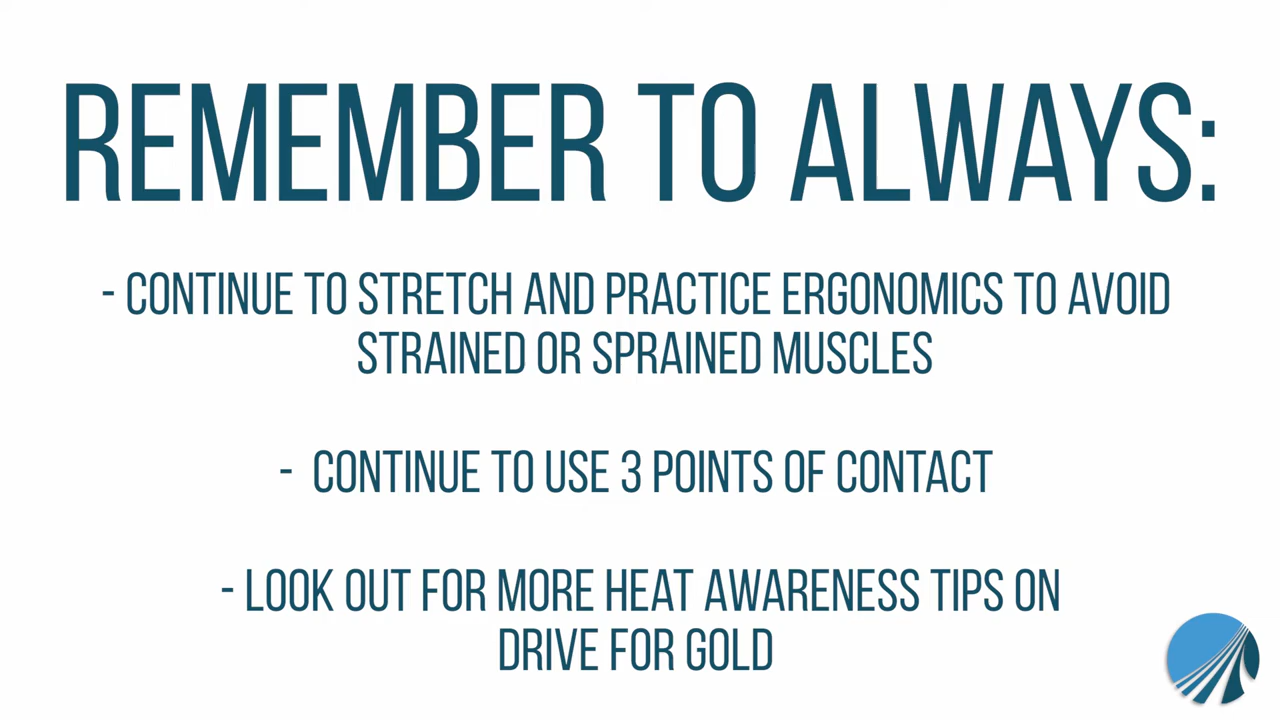 REMEMBER TO ALWAYS:
- CONTINUE TO STRETCH AND PRACTICE ERGONOMICS TO AVOID
STRAINED OR SPRAINED MUSCLES
- CONTINUE TO USE 3 POINTS OF CONTACT
- LOOK OUT FOR MORE HEAT AWARENESS TIPS ON
DRIVE FOR GOLD